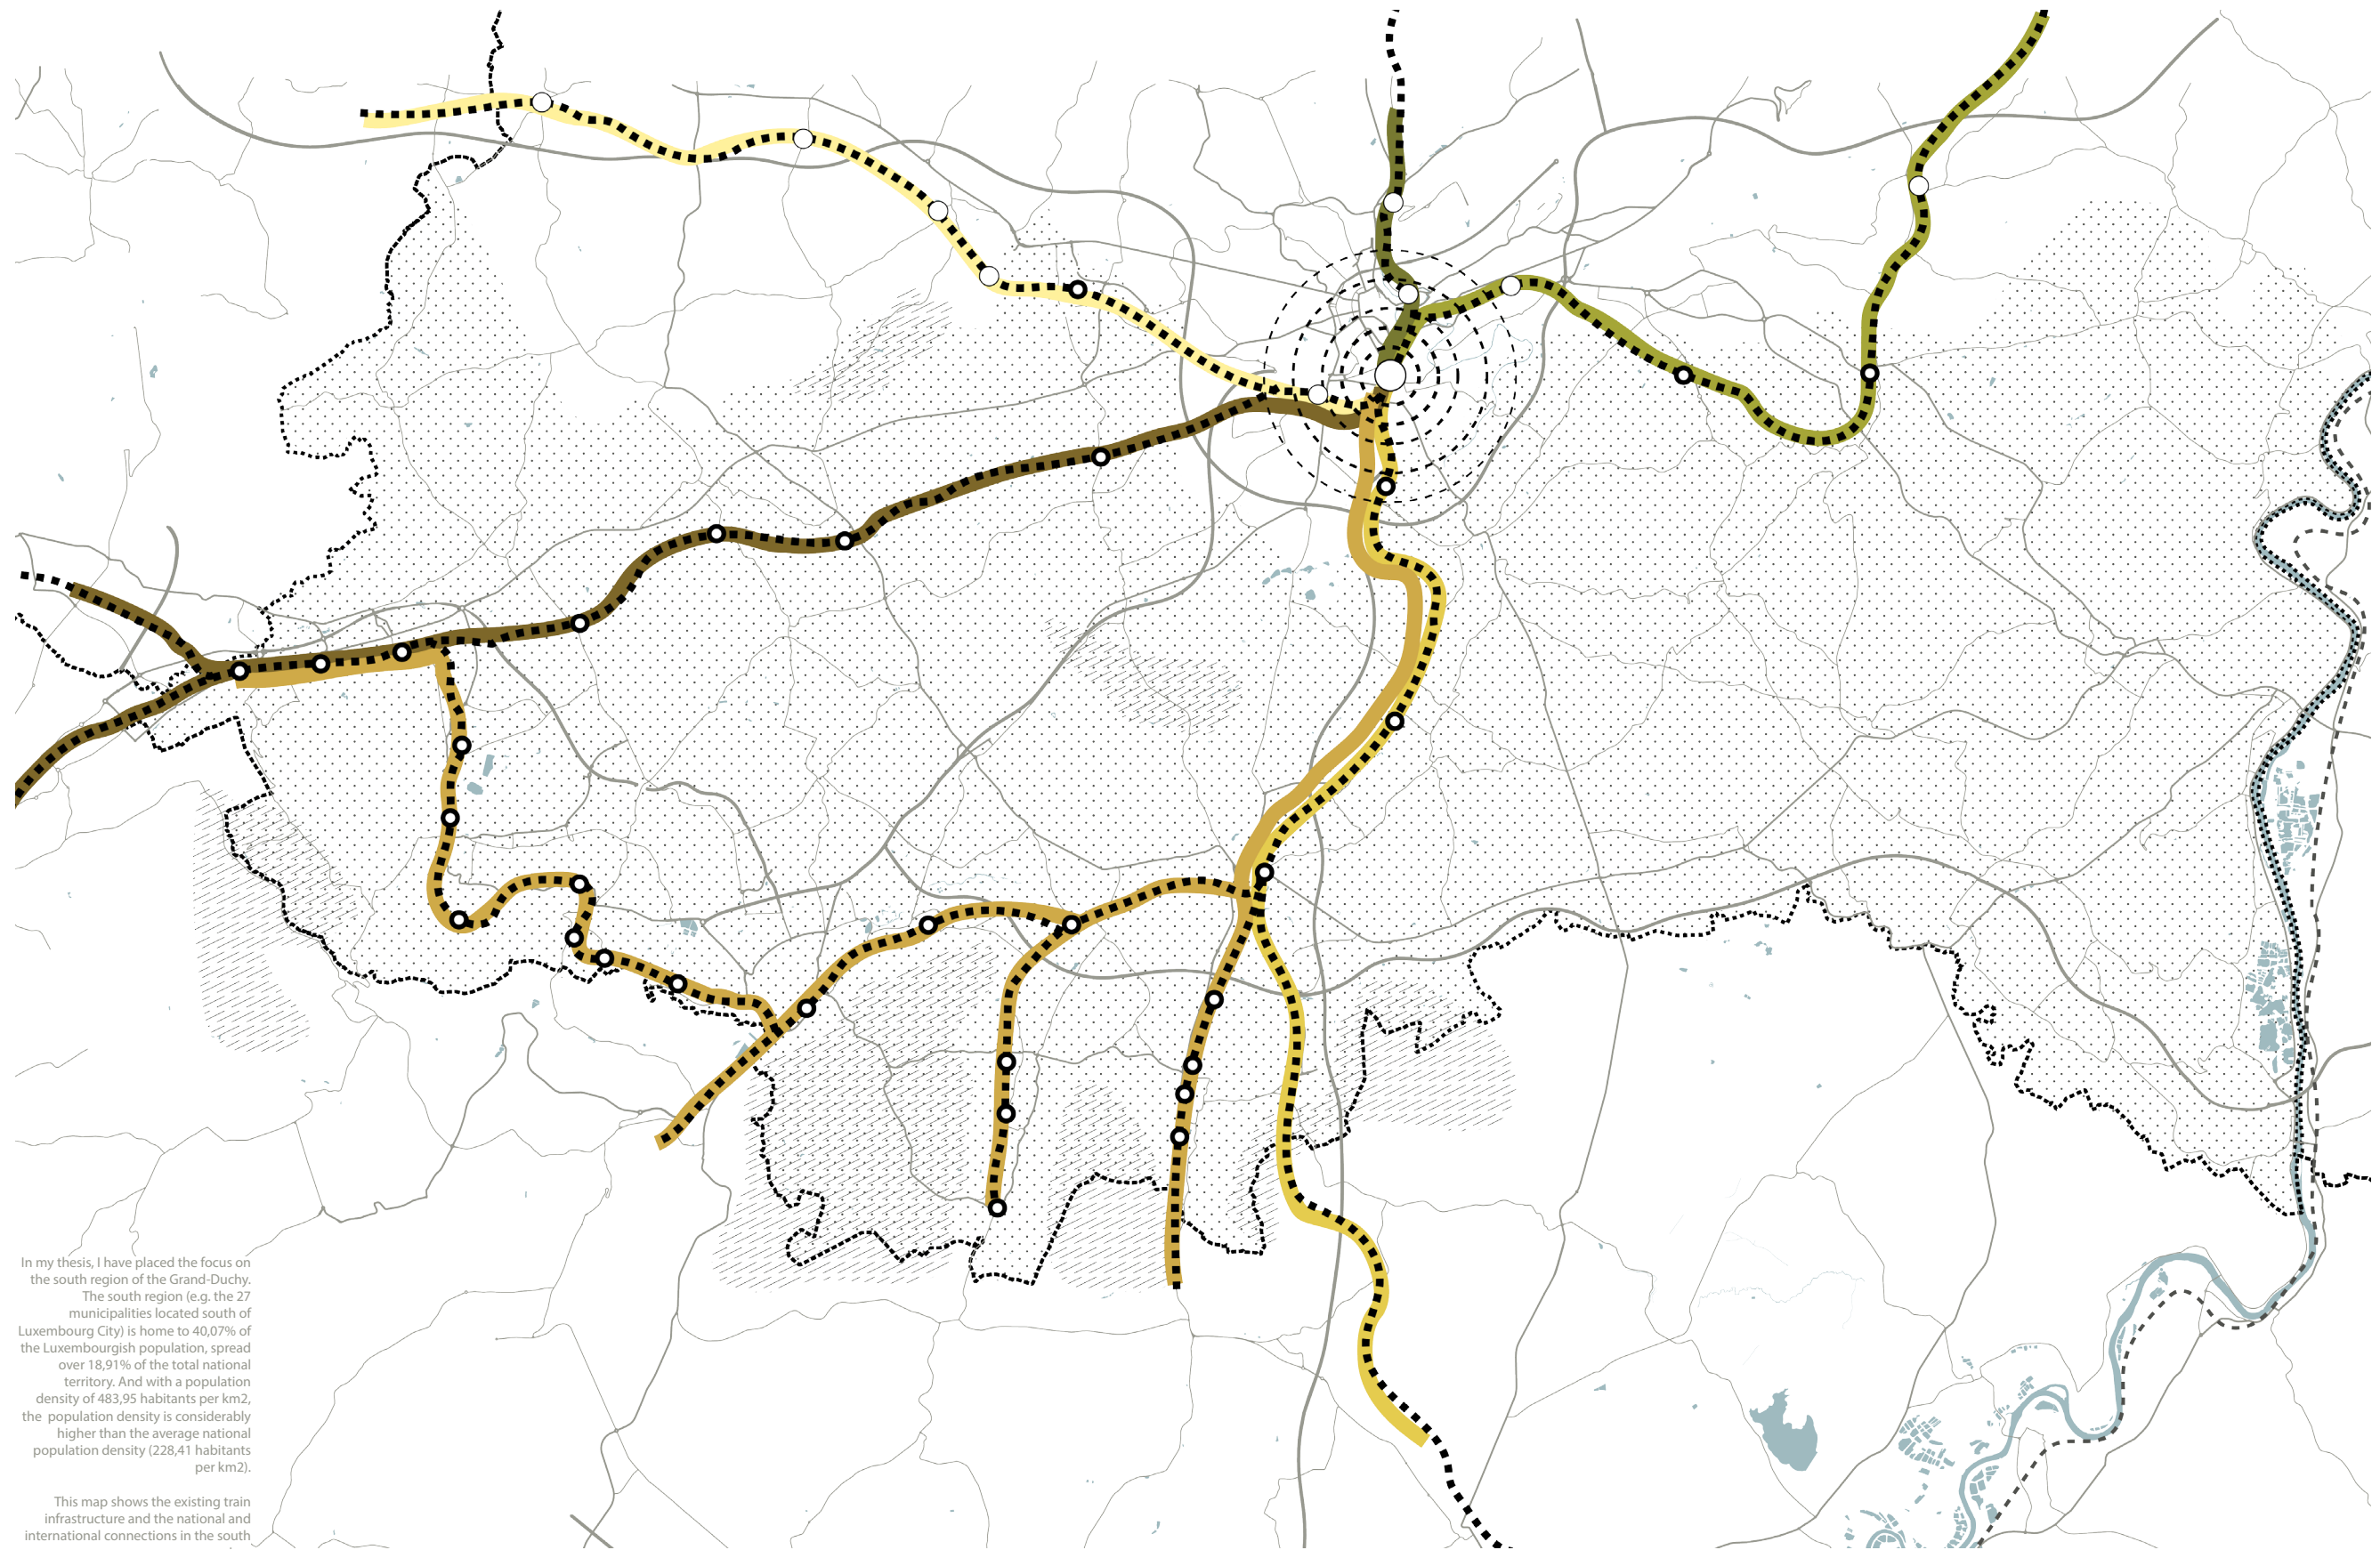 In my thesis, I have placed the focus on
the south region of the Grand-Duchy.
The south region (e.g. the 27
municipalities located south of
Luxembourg City) is home to 40,07% of
the Luxembourgish population, spread
over 18,91% of the total national
territory. And with a population
density of 483,95 habitants per km2,
the population density is considerably
higher than the average national
population density (228,41 habitants
per km2).
This map shows the existing train
infrastructure and the national and
international connections in the south